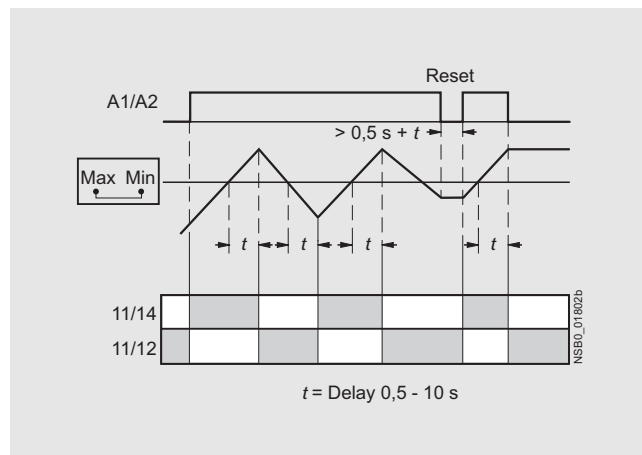 Reset
A1/A2
> 0,5 s + t
Max Min
t t t t
11/14
11/12
NSB0_01802b
t = Delay 0,5 - 10 s